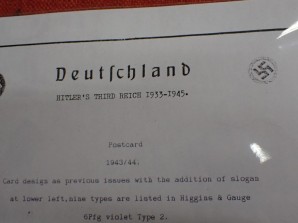 Deutſchland
HITLER'S THIRD REICH 1933-1945.
Postcard
1943/44.
Card design as previous issues with the addition of slogan
at lower left,nine types are listed in Higgins & Gauge
6Pfg violet Type 2.